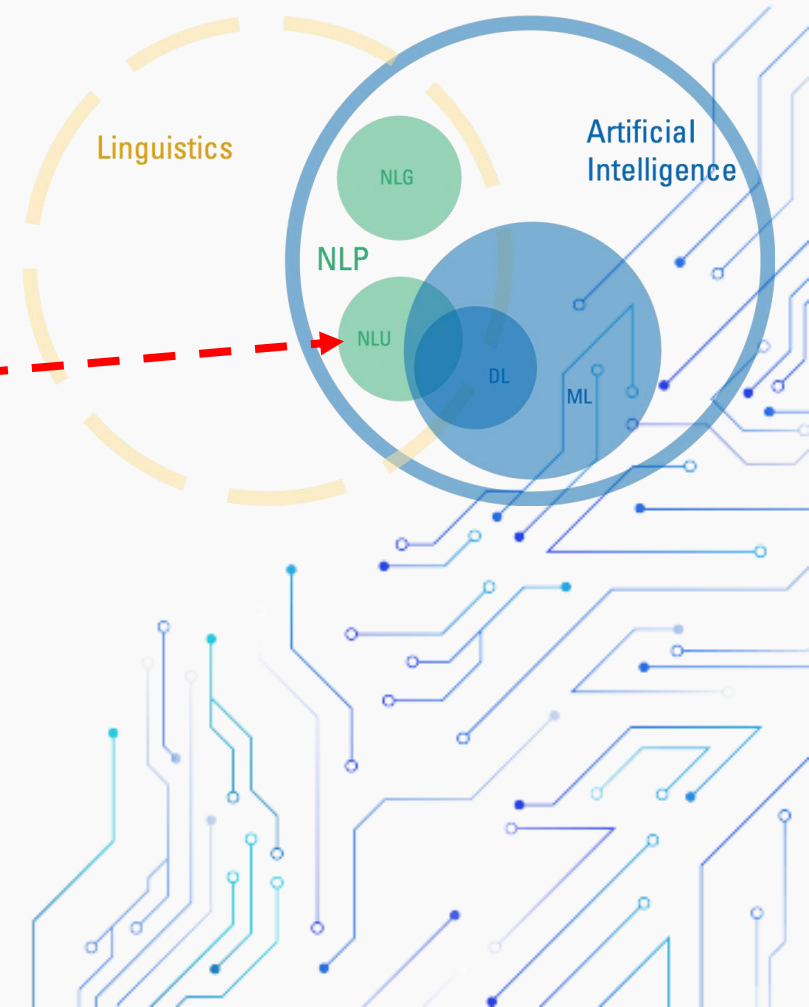 Linguistics
Artificial
Intelligence
NLG
NLP
NLU
DL
ML